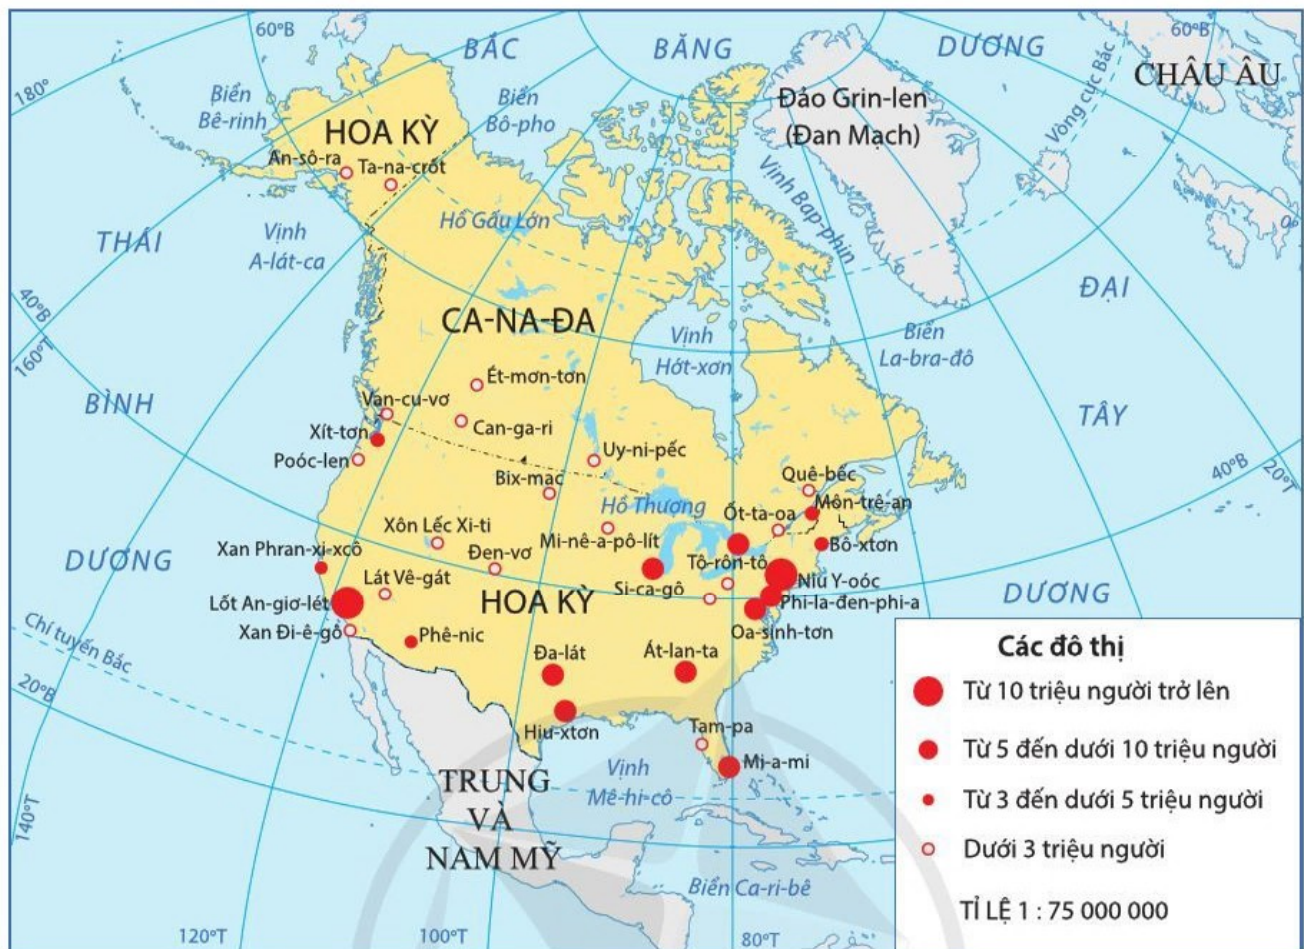 60°B
BẮC
BĂNG
DƯƠNG
60°B
CHÂU ÂU
180°
Biển
Bê-rinh
Biển
Bô-pho
Đảo Grin-len
(Đan Mạch)
Vòng cực Bắc
HOA KỲ
An-sô-ra
Ta-na-crốt
Vịnh Bap-phin
Hồ Gấu Lớn
THÁI
Vịnh
A-lát-ca
0°
ĐẠI
40°B
160°T
CA-NA-ĐA
Vịnh
Hớt-xơn
Biển
La-bra-đô
BÌNH
Ét-mơn-tơn
TÂY
Van-cu-vơ
Can-ga-ri
Xít-tơn
Poóc-len
Uy-ni-pếc
40°B
20°T
Bix-mac
Quê-bếc
Hồ Thượng
Môn-trê-an
Ốt-ta-oa
Xôn Lếc Xi-ti
Mi-nê-a-pô-lít
Bô-xtơn
DƯƠNG
Xan Phran-xi-xcô
Đen-vơ
Tô-rôn-tô
Lát Vê-gát
Si-ca-gô
Niu Y-oóc
Lốt An-giơ-lét
HOA KỲ
Phi-la-đen-phi-a
DƯƠNG
Chí tuyến Bắc
Xan Đi-ê-gô
Phê-nic
Oa-sinh-tơn
Đa-lát
Át-lan-ta
20°B
Hiu-xtơn
Tam-pa
Mi-a-mi
Vịnh
Mê-hi-cô
TRUNG
VÀ
NAM MỸ
140°T
Biển Ca-ri-bê
120°T
100°T
80°T
Các đô thị
Từ 10 triệu người trở lên
Từ 5 đến dưới 10 triệu người
Từ 3 đến dưới 5 triệu người
Dưới 3 triệu người
TỈ LỆ 1 : 75 000 000